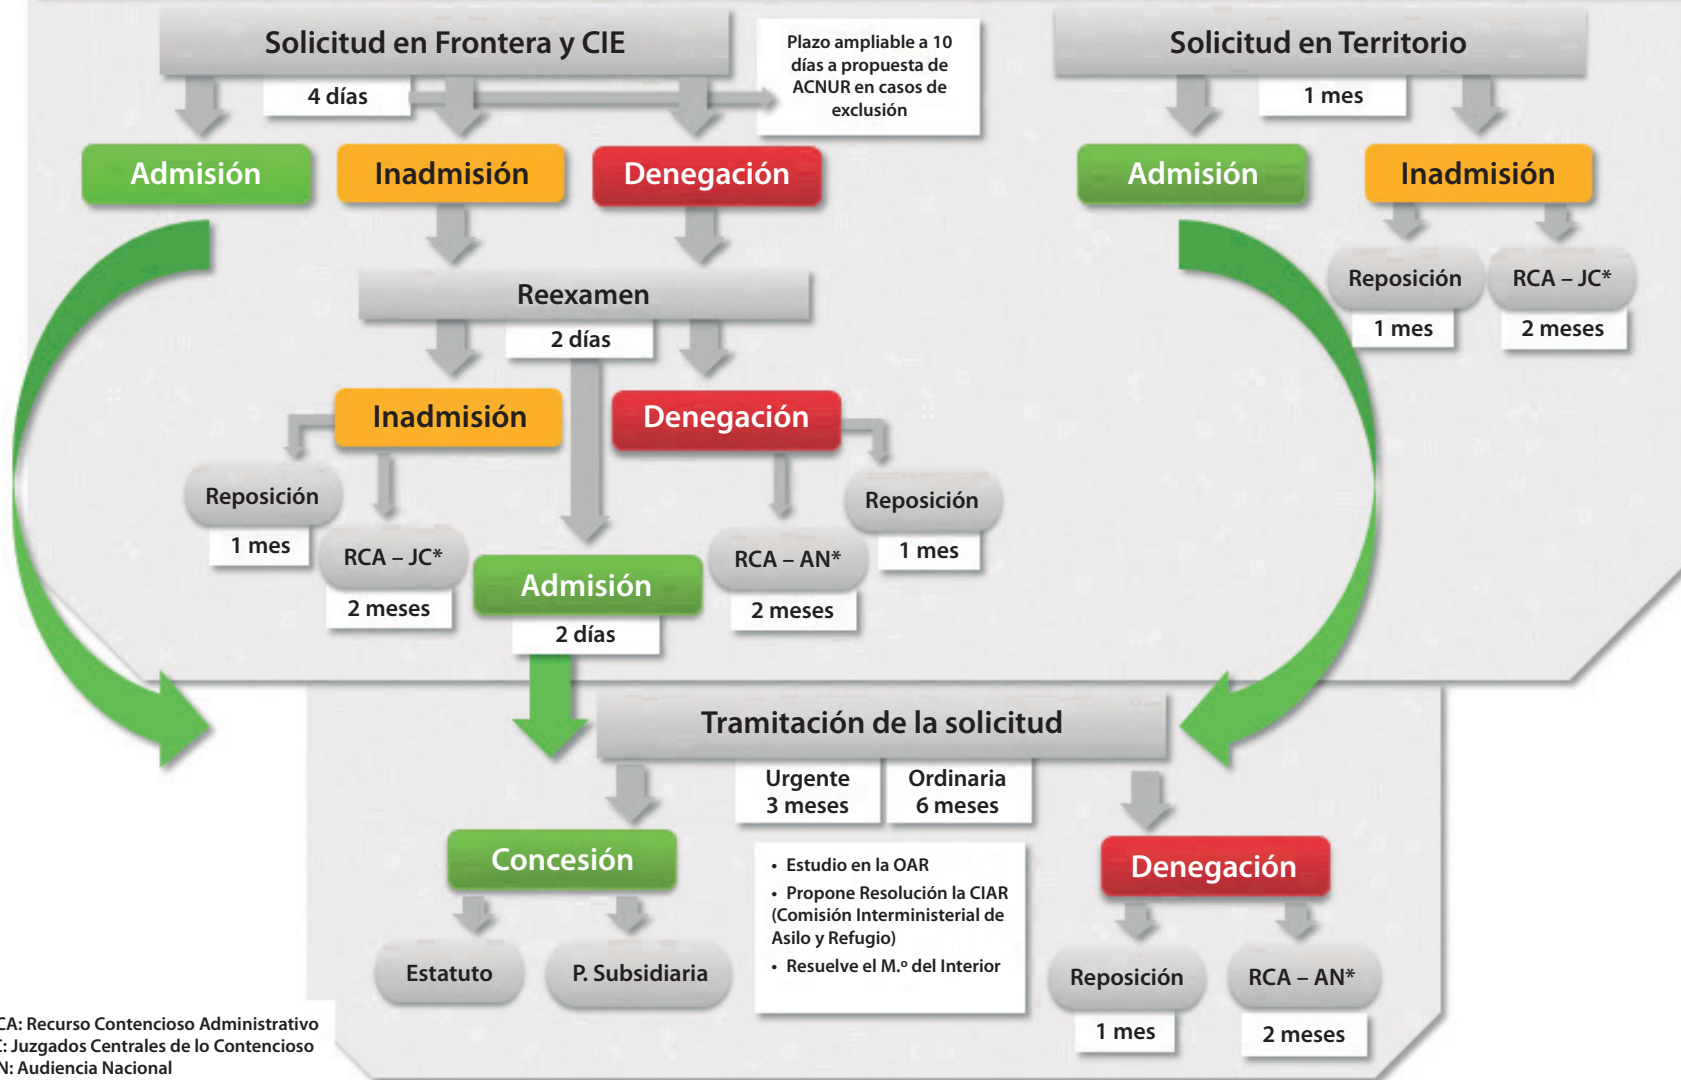 Solicitud en Frontera y CIE
4 días
Plazo ampliable a 10
días a propuesta de
ACNUR en casos de
exclusión
Solicitud en Territorio
1 mes
Admisión
Inadmisión
Denegación
Admisión
Inadmisión
Reposición
1 mes
RCA – JC*
2 meses
Reexamen
2 días
Inadmisión
Denegación
Reposición
1 mes
RCA – JC*
2 meses
Admisión
2 días
RCA – AN*
2 meses
Reposición
1 mes
Tramitación de la solicitud
Urgente
3 meses
Ordinaria
6 meses
Concesión
Estatuto
P. Subsidiaria
• Estudio en la OAR
• Propone Resolución la CIAR
(Comisión Interministerial de
Asilo y Refugio)
• Resuelve el M.º del Interior
Denegación
Reposición
1 mes
RCA – AN*
2 meses
CA: Recurso Contencioso Administrativo
C: Juzgados Centrales de lo Contencioso
N: Audiencia Nacional